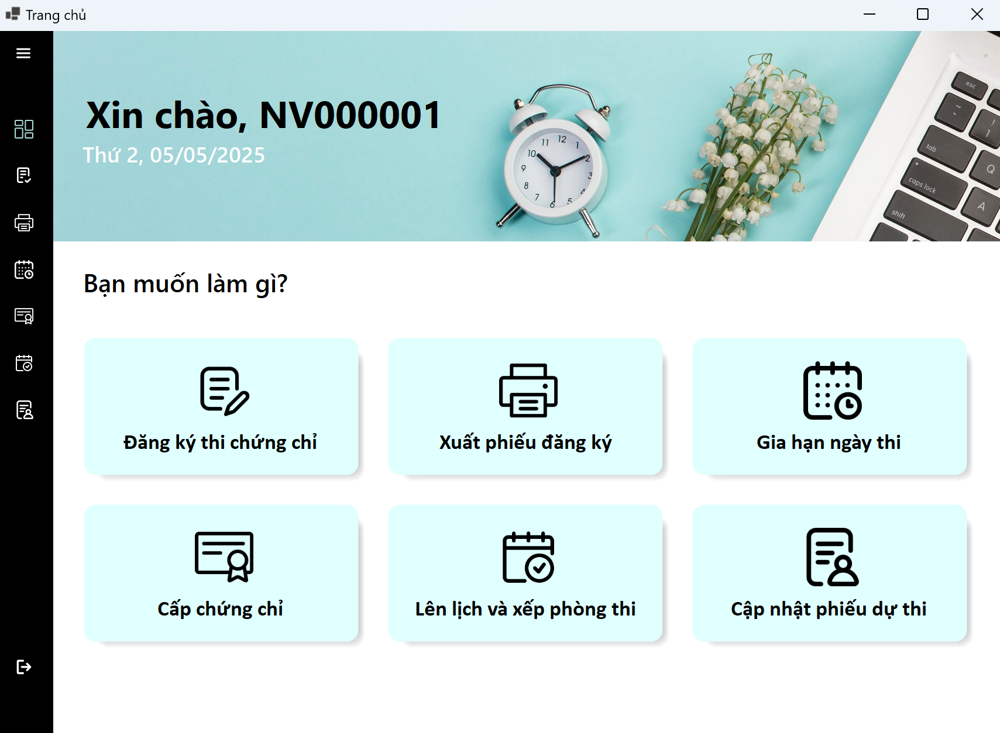 Trang chủ
Xin chào, NV000001
Thứ 2, 05/05/2025
11 12 1
10 2
9 3
8 4
7 6 5
esc
~
!
1
tab
Q
caps lock
A
shift
Bạn muốn làm gì?
Đăng ký thi chứng chỉ
Xuất phiếu đăng ký
Gia hạn ngày thi
Cấp chứng chỉ
Lên lịch và xếp phòng thi
Cập nhật phiếu dự thi